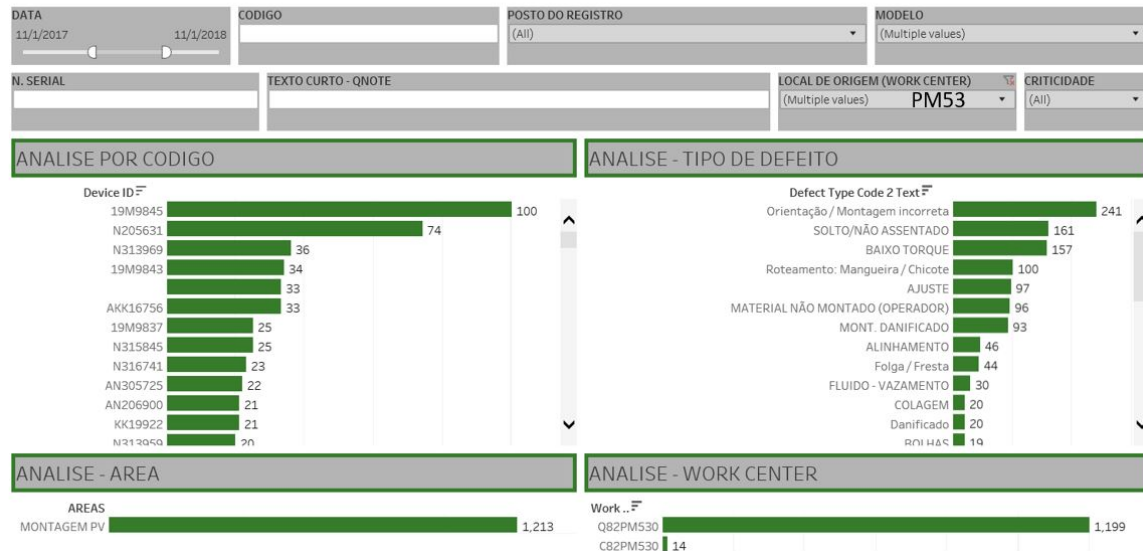 DATA
11/1/2017 11/1/2018
CODIGO
POSTO DO REGISTRO
(All)
MODELO
(Multiple values)
N. SERIAL
TEXTO CURTO - QNOTE
LOCAL DE ORIGEM (WORK CENTER)
(Multiple values) PM53
CRITICIDADE
(All)
ANALISE POR CODIGO
Device ID
19M9845 100
N205631 74
N313969 36
19M9843 34
33
AKK16756 33
19M9837 25
N315845 25
N316741 23
AN305725 22
AN206900 21
KK19922 21
N313959 20
ANALISE - TIPO DE DEFEITO
Defect Type Code 2 Text
Orientação / Montagem incorreta 241
SOLTO/NÃO ASSENTADO 161
BAIXO TORQUE 157
Roteamento: Mangueira / Chicote 100
AJUSTE 97
MATERIAL NÃO MONTADO (OPERADOR) 96
MONT. DANIFICADO 93
ALINHAMENTO 46
Folga / Fresta 44
FLUIDO - VAZAMENTO 30
COLAGEM 20
Danificado 20
BOLHAS 19
ANALISE - AREA
AREAS
MONTAGEM PV 1,213
ANALISE - WORK CENTER
Work ..
Q82PM530 1,199
C82PM530 14